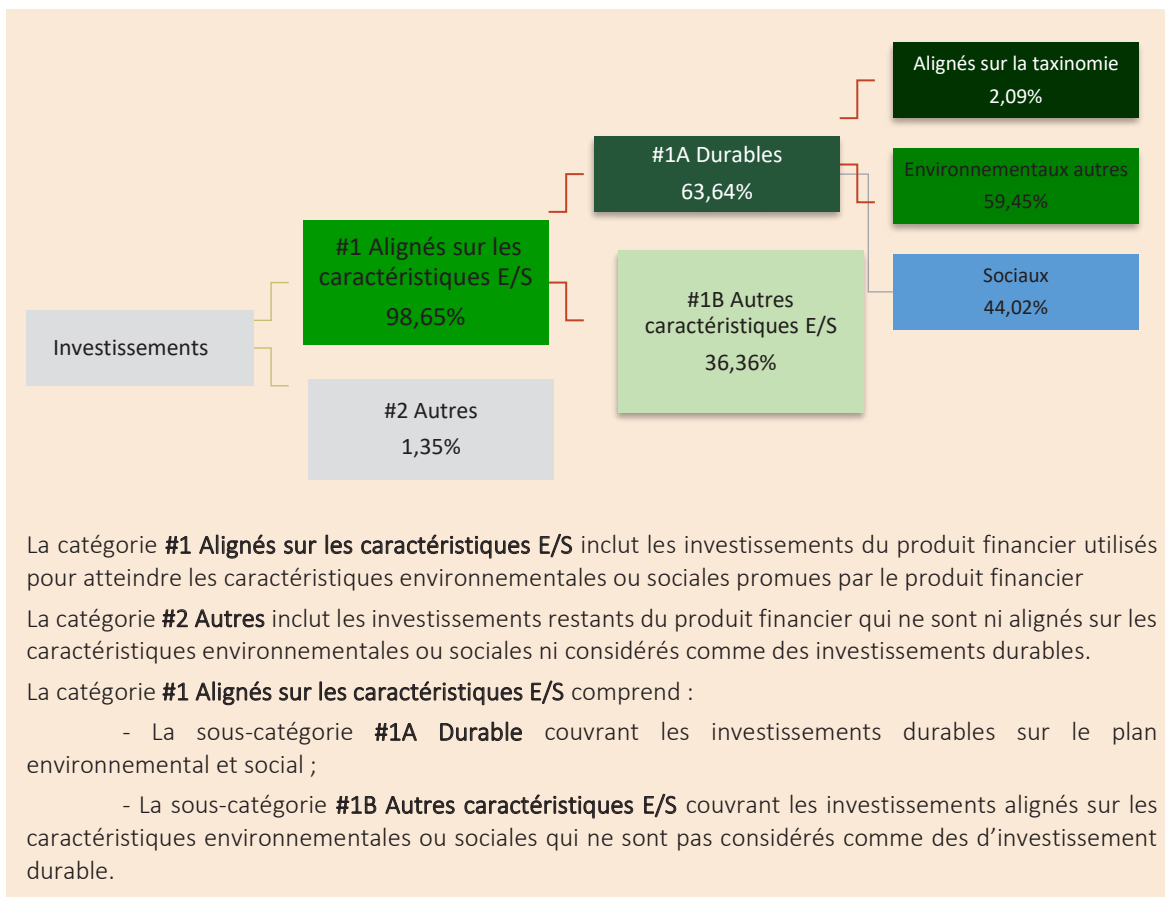 Alignés sur la taxinomie
2,09%
#1A Durables
63,64%
Environnementaux autres
59,45%
#1 Alignés sur les
caractéristiques E/S
98,65%
Sociaux
44,02%
#1B Autres
caractéristiques E/S
36,36%
Investissements
#2 Autres
1,35%
La catégorie #1 Alignés sur les caractéristiques E/S inclut les investissements du produit financier utilisés
pour atteindre les caractéristiques environnementales ou sociales promues par le produit financier
La catégorie #2 Autres inclut les investissements restants du produit financier qui ne sont ni alignés sur les
caractéristiques environnementales ou sociales ni considérés comme des investissements durables.
La catégorie #1 Alignés sur les caractéristiques E/S comprend :
- La sous-catégorie #1A Durable couvrant les investissements durables sur le plan
environnemental et social ;
- La sous-catégorie #1B Autres caractéristiques E/S couvrant les investissements alignés sur les
caractéristiques environnementales ou sociales qui ne sont pas considérés comme des d’investissement
durable.